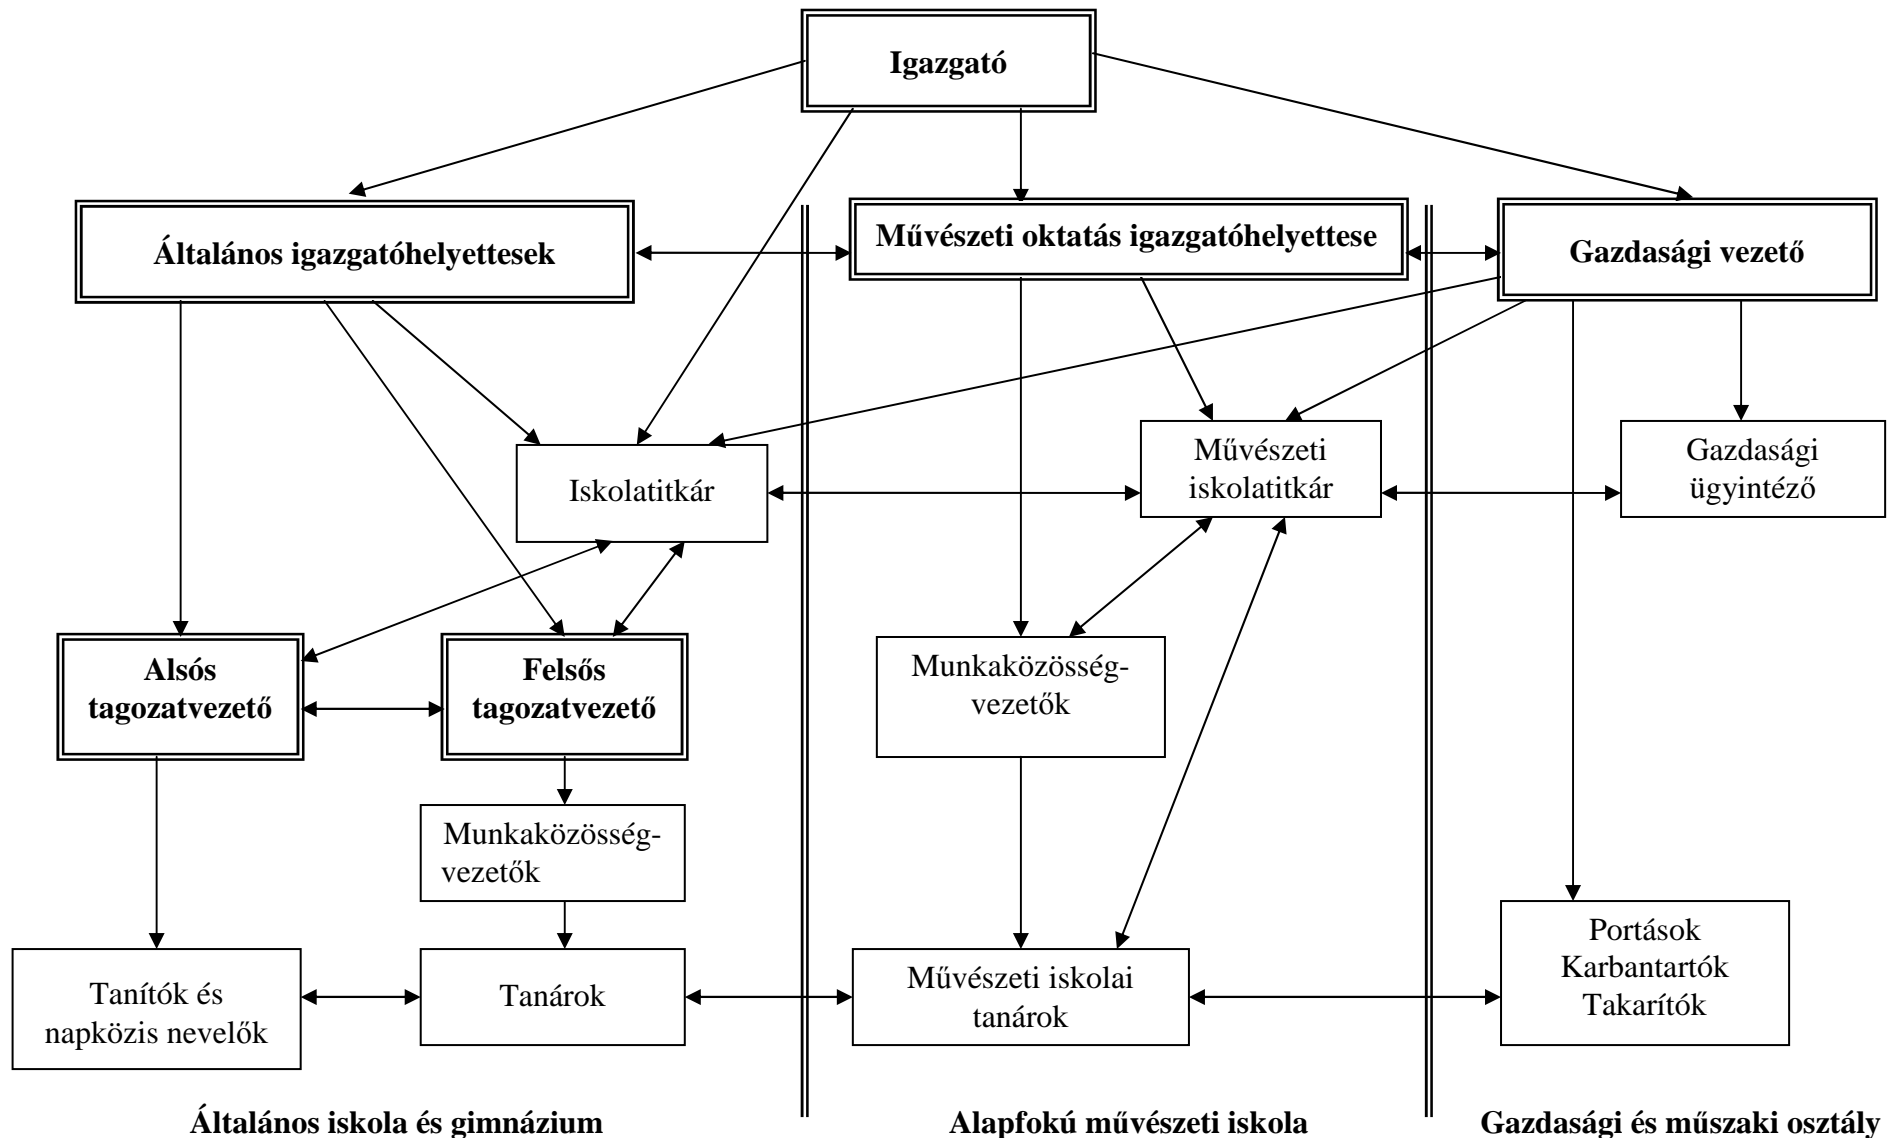 Igazgató
Általános igazgatóhelyettesek
Művészeti oktatás igazgatóhelyettese
Gazdasági vezető
Iskolatitkár
Művészeti
iskolatitkár
Gazdasági
ügyintéző
Alsós
tagozatvezető
Felsős
tagozatvezető
Munkaközösség-
vezetők
Munkaközösség-
vezetők
Tanítók és
napközis nevelők
Tanárok
Művészeti iskolai
tanárok
Portások
Karbantartók
Takarítók
Általános iskola és gimnázium
Alapfokú művészeti iskola
Gazdasági és műszaki osztály